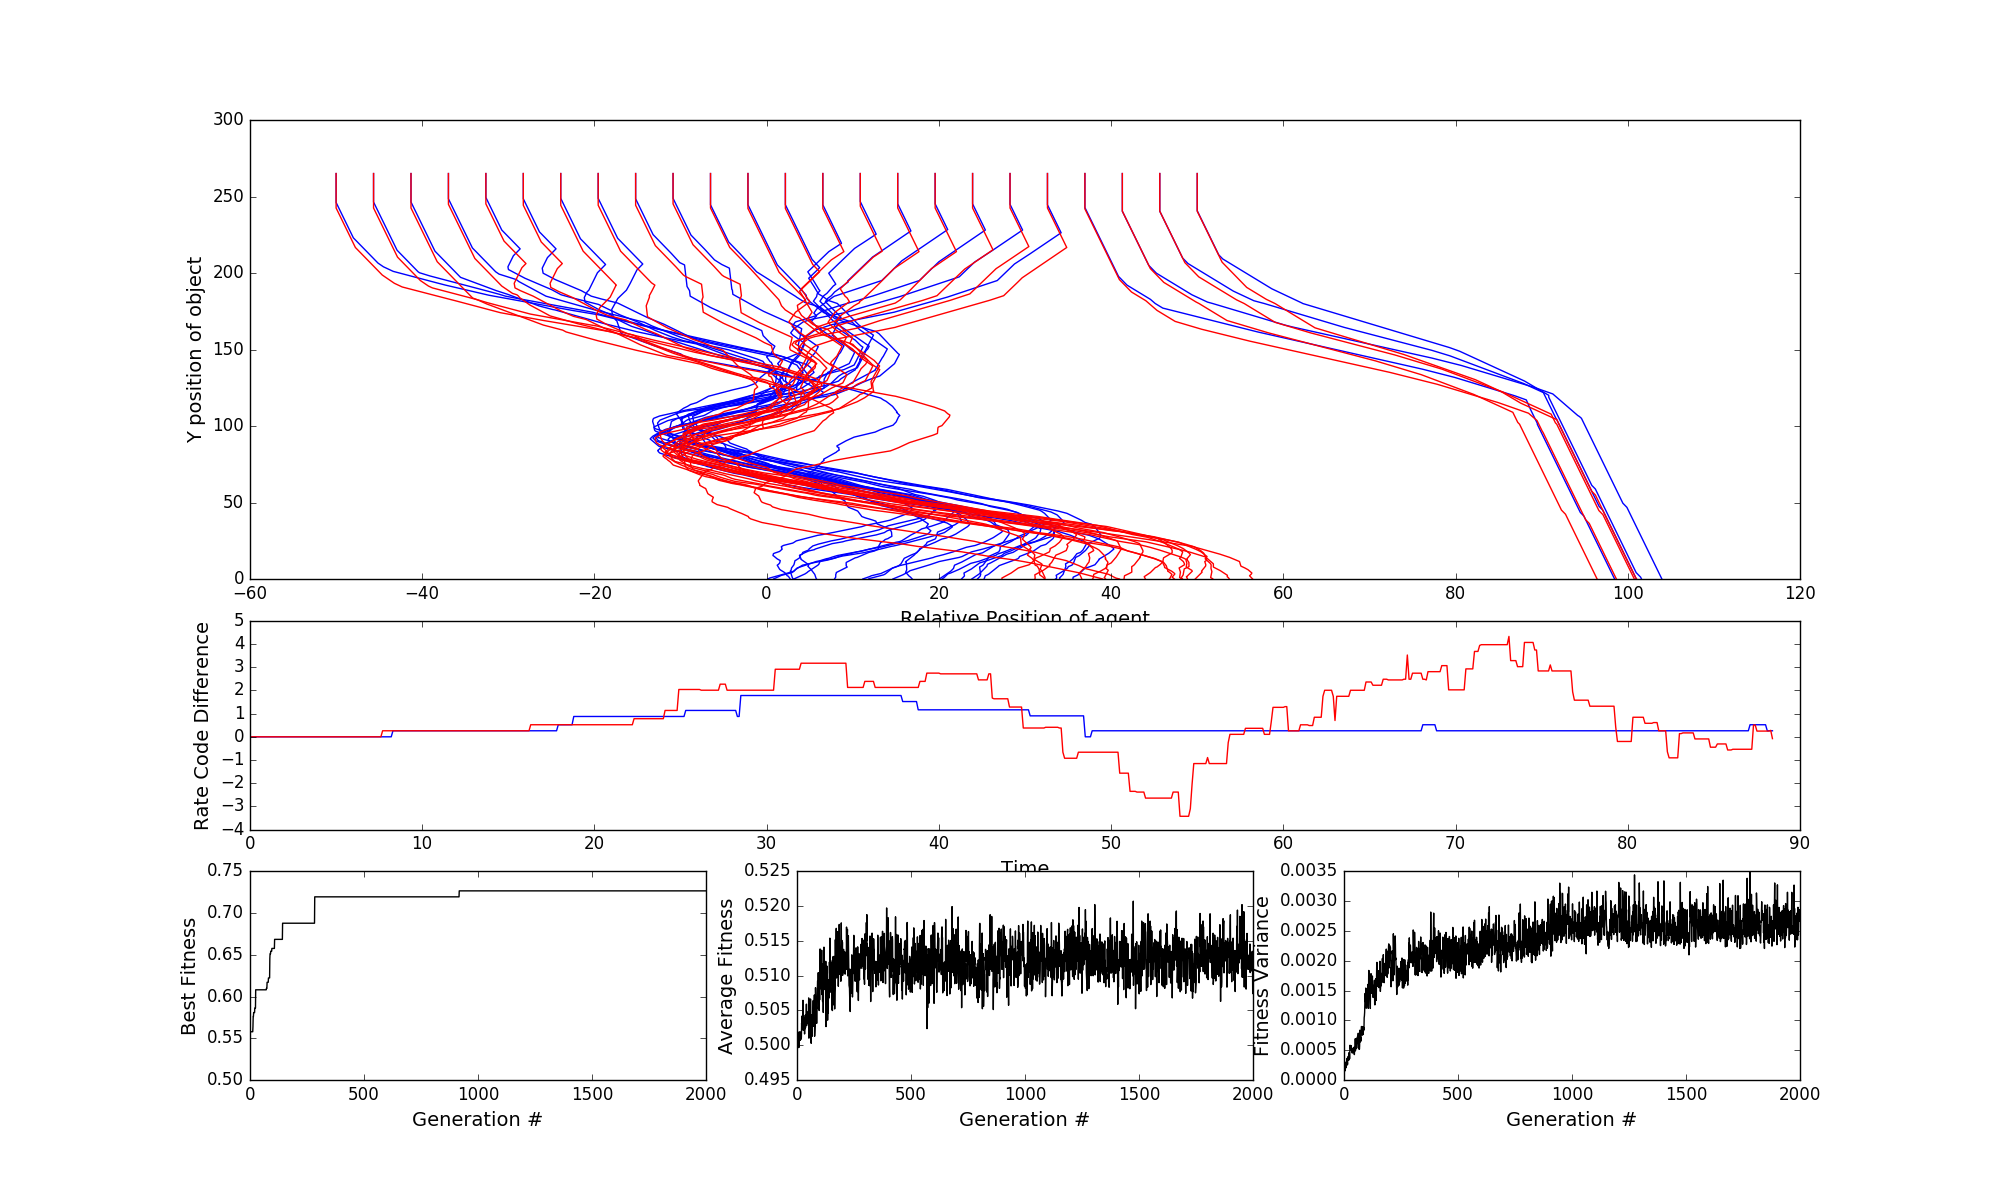 300
250
200
150
100
50
0
Y position of object
−60 −40 −20 0 20 40 60 80 100 120
Relative Position of agent
5
4
3
2
1
0
−1
−2
−3
−4
Rate Code Difference
0 10 20 30 40 50 60 70 80 90
Time
0.75
0.70
0.65
0.60
0.55
0.50
Best Fitness
0 500 1000 1500 2000
Generation #
0.525
0.520
0.515
0.510
0.505
0.500
0.495
Average Fitness
0 500 1000 1500 2000
Generation #
0.0035
0.0030
0.0025
0.0020
0.0015
0.0010
0.0005
0.0000
Fitness Variance
0 500 1000 1500 2000
Generation #